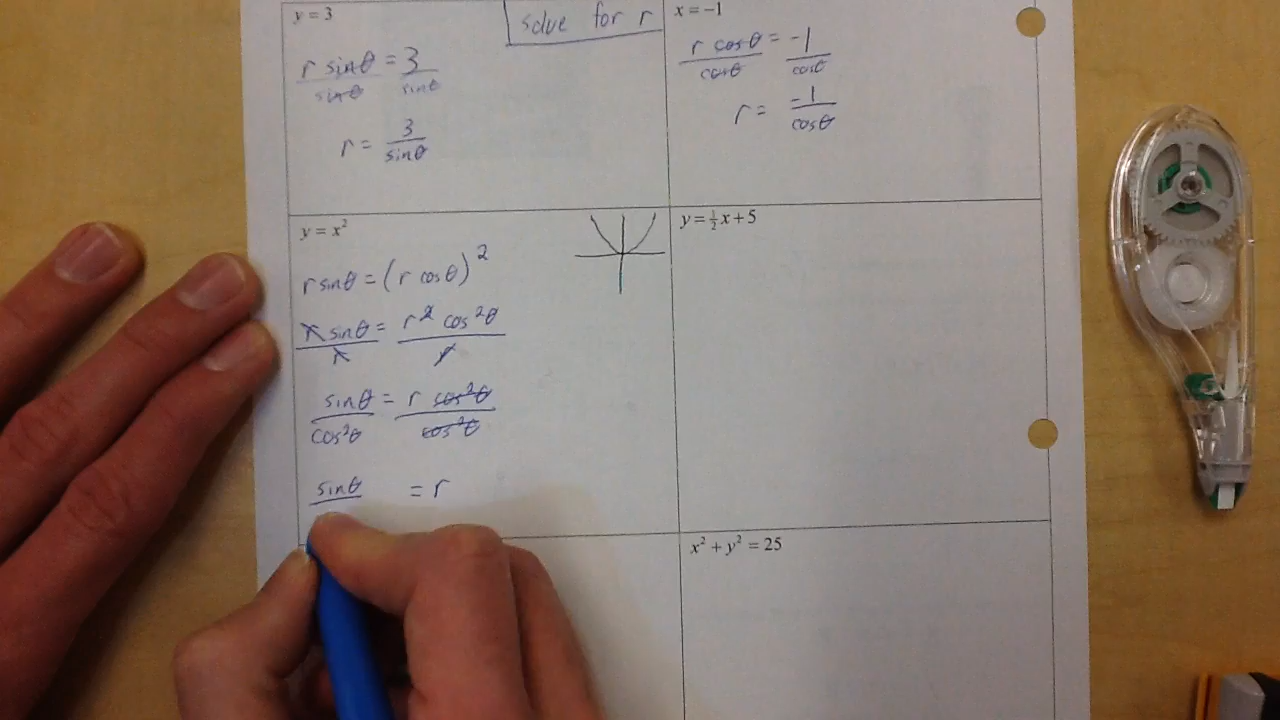 y = 3
solve for r
r sinθ = 3
sinθ sinθ
r = 3
sinθ
x = -1
r cosθ = -1
cosθ cosθ
r = -1
cosθ
y = x²
r sinθ = (r cosθ)²
r sinθ = r² cos²θ
r r
sinθ = r cos²θ
cos²θ cos²θ
sinθ = r
y = 1/2 x + 5
x² + y² = 25